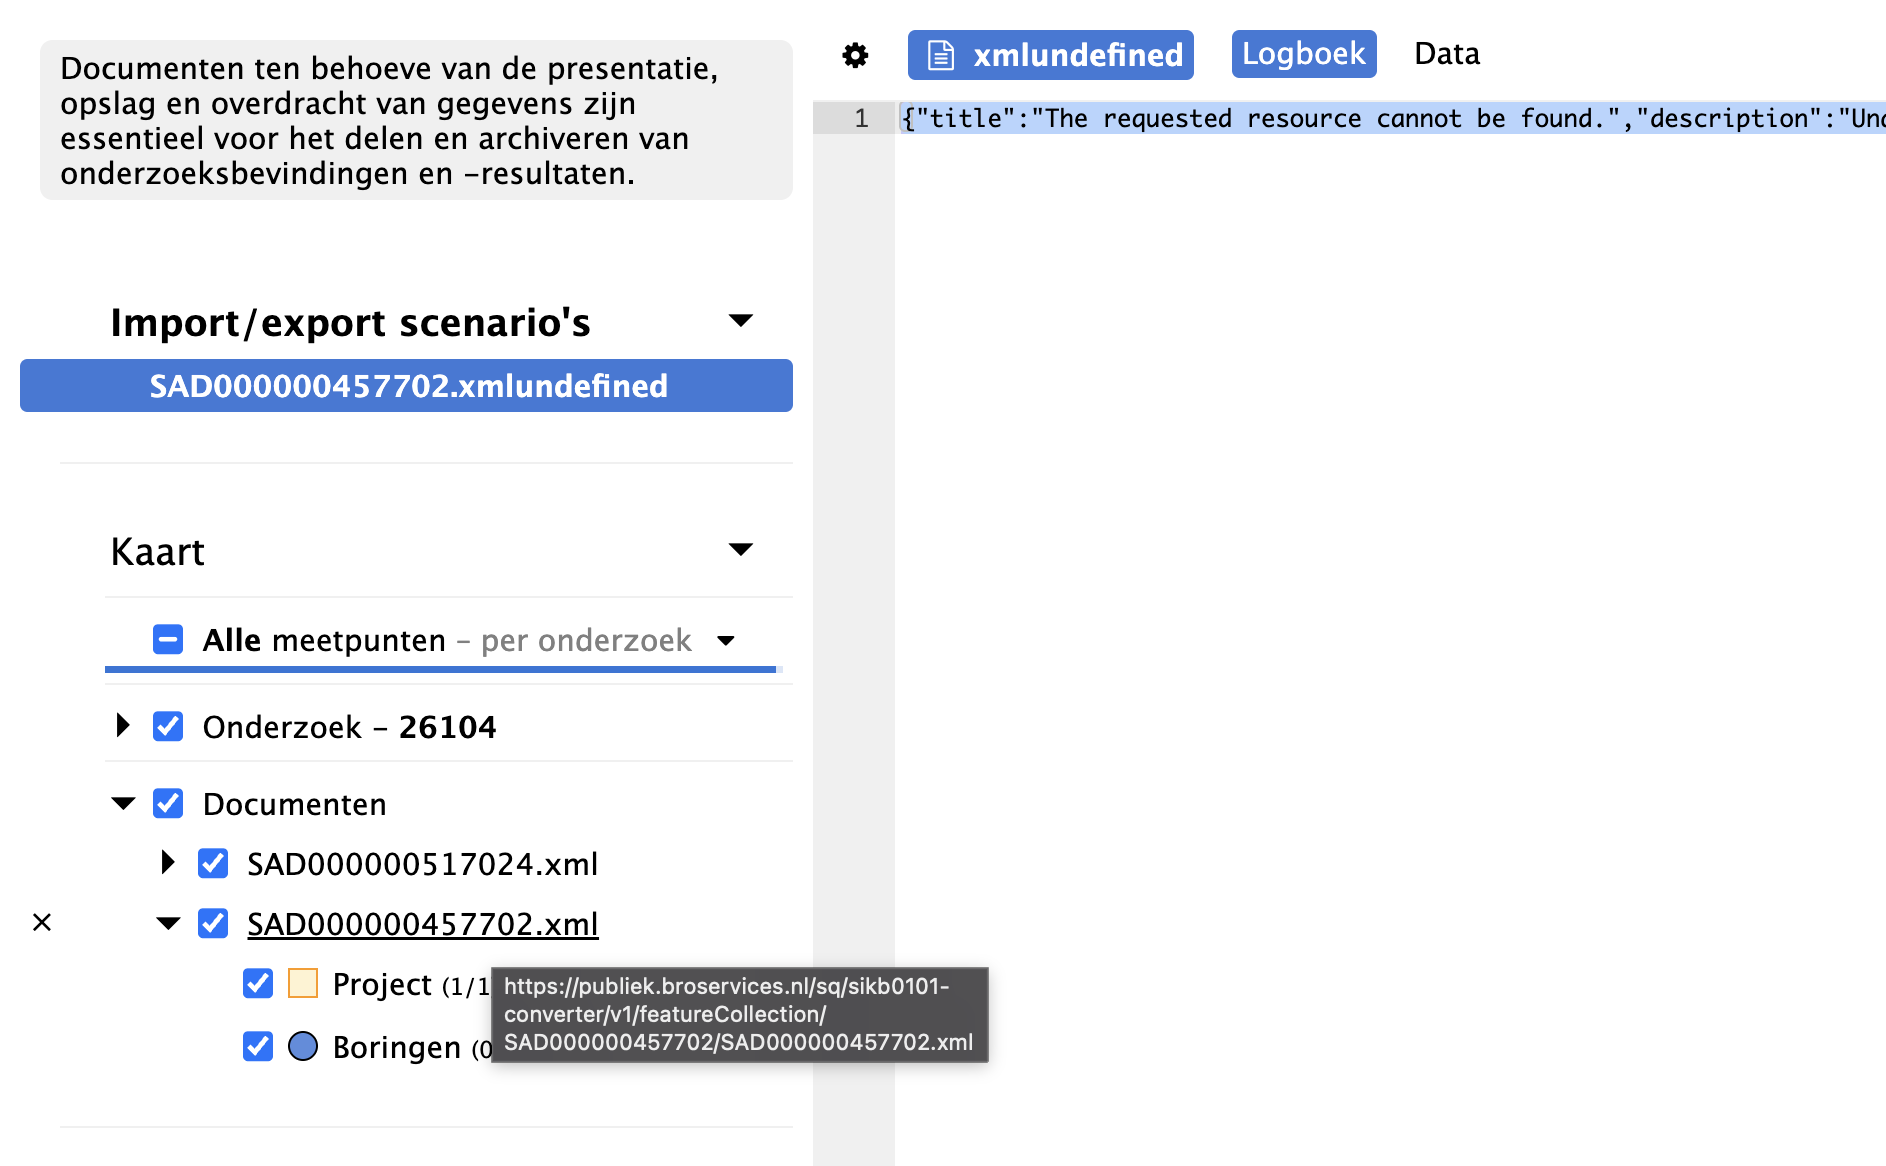 Documenten ten behoeve van de presentatie,
opslag en overdracht van gegevens zijn
essentieel voor het delen en archiveren van
onderzoeksbevindingen en -resultaten.
Import/export scenario's
SAD000000457702.xmlundefined
Kaart
Alle meetpunten - per onderzoek
Onderzoek - 26104
Documenten
SAD000000517024.xml
SAD000000457702.xml
Project (1/1
Boringen (0
https://publiek.broservices.nl/sq/sikb0101-
converter/v1/featureCollection/
SAD000000457702/SAD000000457702.xml
xmlundefined Logboek Data
1 {"title":"The requested resource cannot be found.","description":"